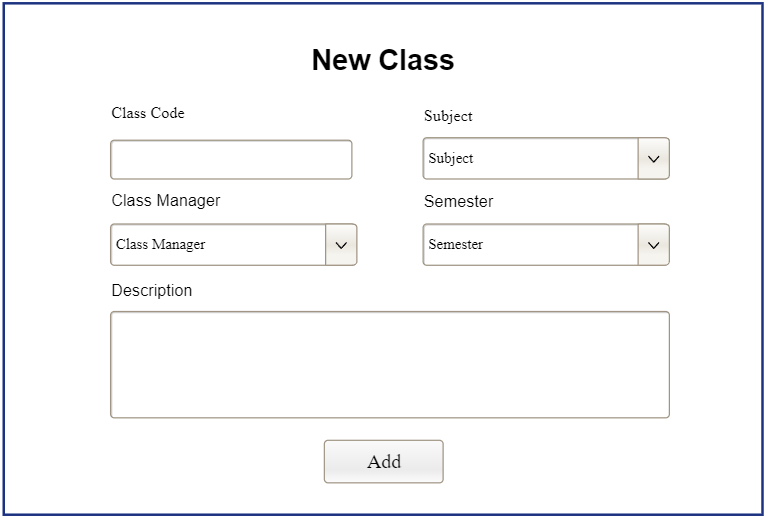 New Class
Class Code
Subject
Subject
Class Manager
Semester
Class Manager
Semester
Description
Add